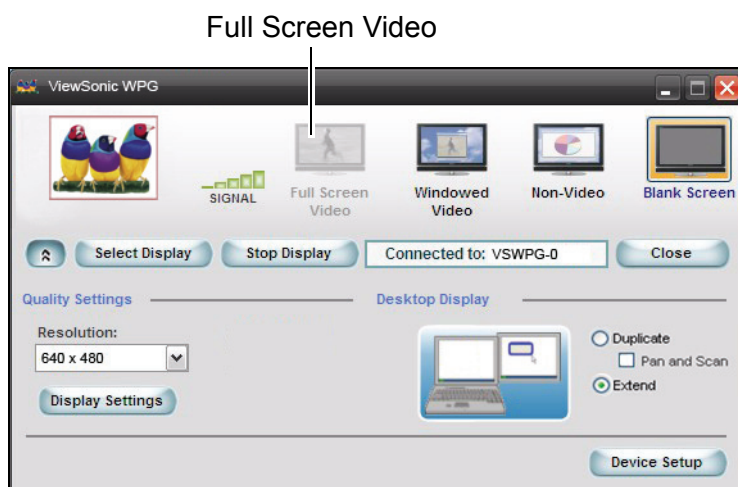 Full Screen Video
ViewSonic WPG
SIGNAL
Full Screen
Video
Windowed
Video
Non-Video
Blank Screen
Select Display
Stop Display
Connected to: VSWPG-0
Close
Quality Settings
Desktop Display
Resolution:
640 x 480
Display Settings
Duplicate
Pan and Scan
Extend
Device Setup